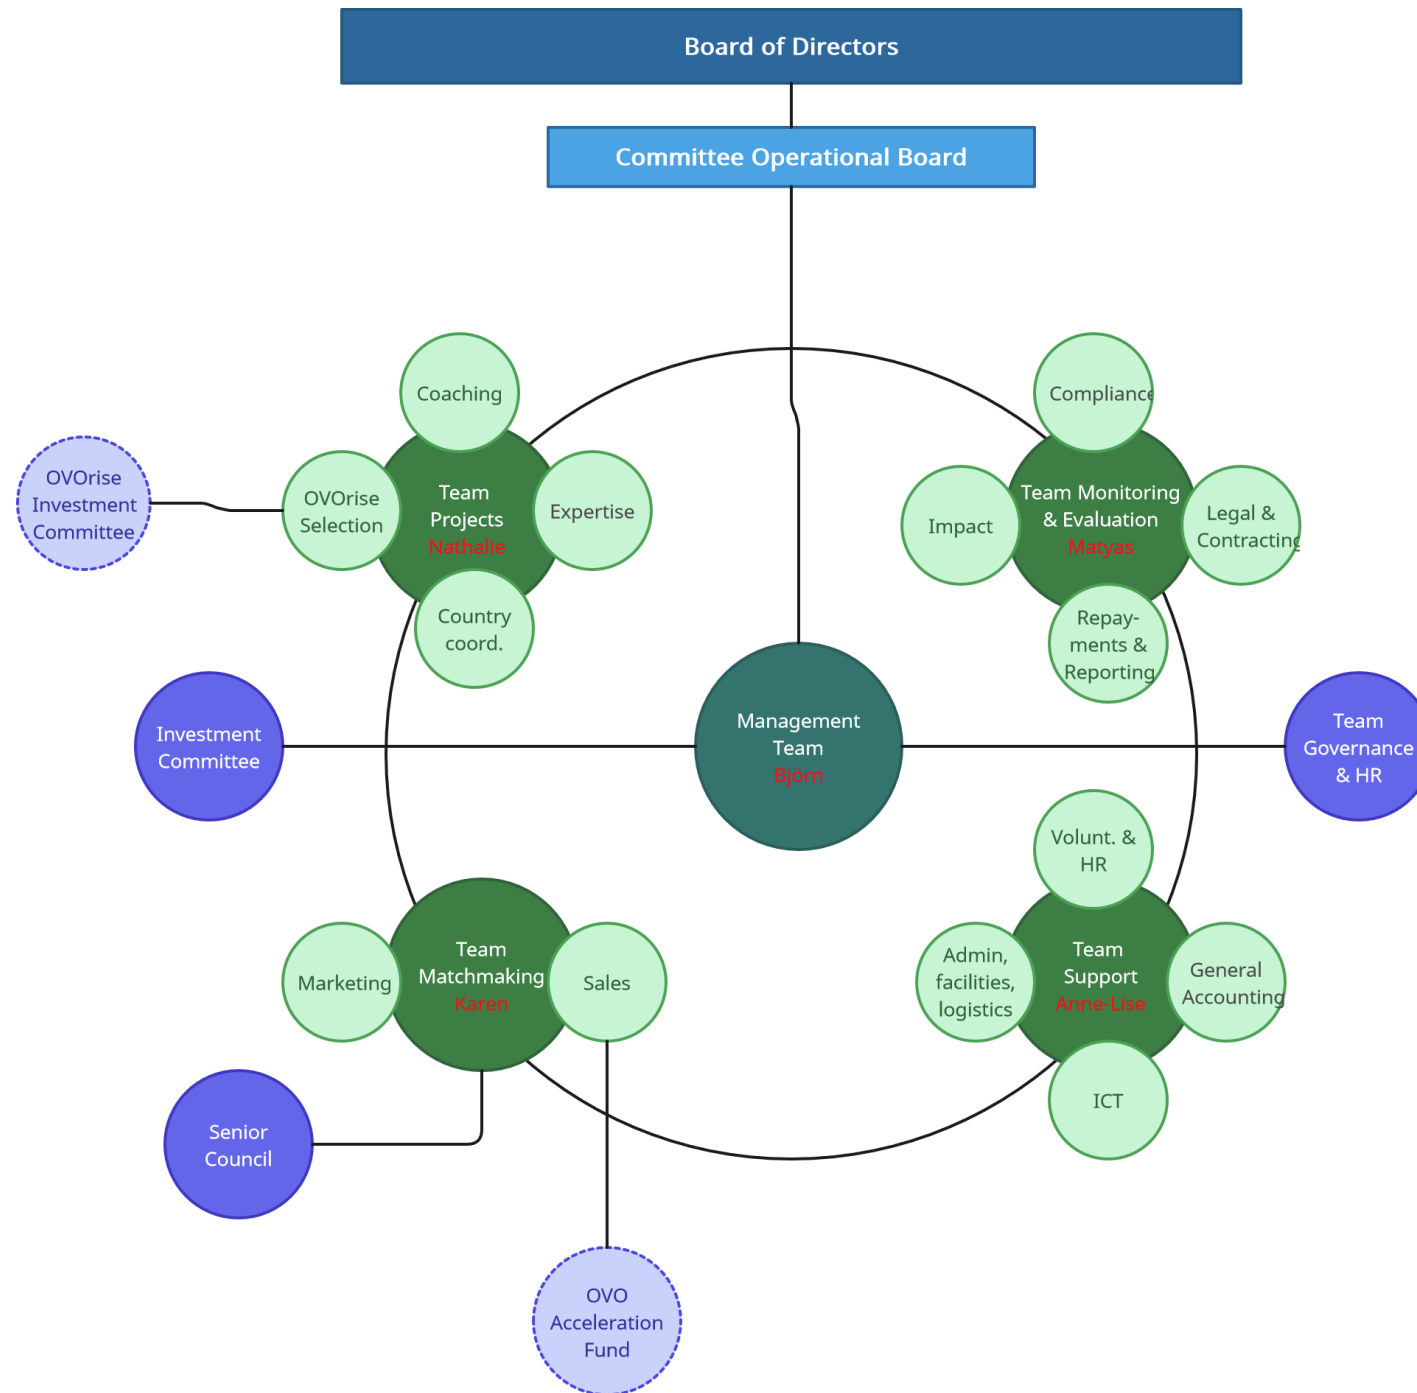 Board of Directors
Committee Operational Board
Coaching
OVOrise
Investment
Committee
OVOrise
Selection
Team
Projects
Nathalie
Expertise
Country
coord.
Compliance
Impact
Team Monitoring
& Evaluation
Matyas
Legal &
Contracting
Repay-
ments &
Reporting
Investment
Committee
Management
Team
Björn
Team
Governance
& HR
Marketing
Team
Matchmaking
Karen
Sales
Volunt. &
HR
Admin,
facilities,
logistics
Team
Support
Anne-Lise
General
Accounting
ICT
Senior
Council
OVO
Acceleration
Fund